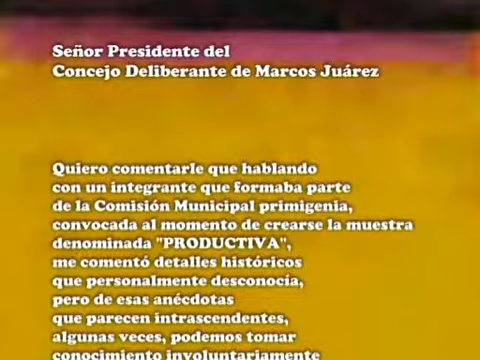 Señor Presidente del
Concejo Deliberante de Marcos Juárez
Quiero comentarle que hablando
con un integrante que formaba parte
de la Comisión Municipal primigenia,
convocada al momento de crearse la muestra
denominada "PRODUCTIVA",
me comentó detalles históricos
que personalmente desconocía,
pero de esas anécdotas
que parecen intrascendentes,
algunas veces, podemos tomar
conocimiento involuntariamente